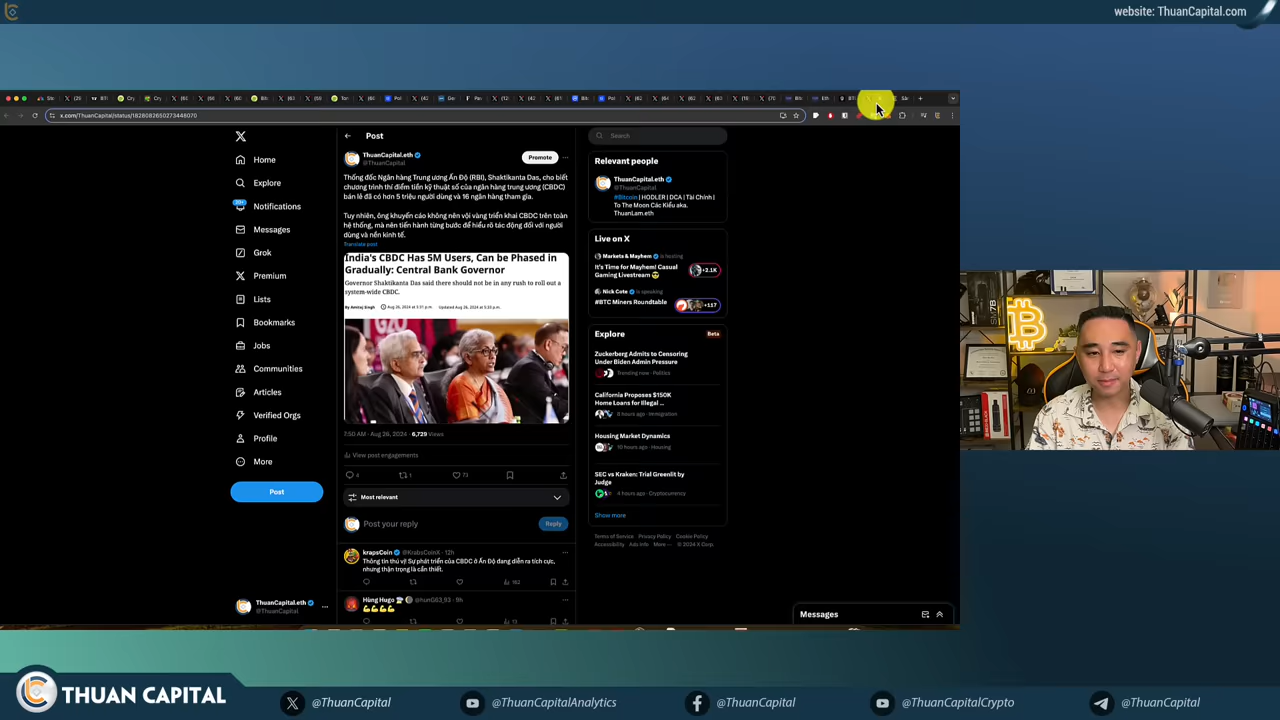 website: ThuanCapital.com
x.com/ThuanCapital/status/1828082650273448070
Post
Search
ThuanCapital.eth
@ThuanCapital
Promote
Thống đốc Ngân hàng Trung ương Ấn Độ (RBI), Shaktikanta Das, cho biết
chương trình thí điểm tiền kỹ thuật số của ngân hàng trung ương (CBDC)
bán lẻ đã có hơn 5 triệu người dùng và 16 ngân hàng tham gia.
Tuy nhiên, ông khuyến cáo không nên vội vàng triển khai CBDC trên toàn
hệ thống, mà nên tiến hành từng bước để hiểu rõ tác động đối với người
dùng và nền kinh tế.
Translate post
India's CBDC Has 5M Users, Can be Phased in
Gradually: Central Bank Governor
Governor Shaktikanta Das said there should not be in any rush to roll out a
system-wide CBDC.
By Amitoj Singh
Aug 26, 2024 at 5:31 p.m.
Updated Aug 26, 2024 at 5:33 p.m.
7:50 AM · Aug 26, 2024 · 6,729 Views
View post engagements
4
1
73
Most relevant
Post your reply
Reply
krapsCoin @KrabsCoinX · 12h
Thông tin thú vị! Sự phát triển của CBDC ở Ấn Độ đang diễn ra tích cực,
nhưng thận trọng là cần thiết.
182
Hùng Hugo @hunG83_93 · 9h
13
Home
Explore
Notifications
Messages
Grok
Premium
Lists
Bookmarks
Jobs
Communities
Articles
Verified Orgs
Profile
More
Post
ThuanCapital.eth
@ThuanCapital
Relevant people
ThuanCapital.eth
@ThuanCapital
#Bitcoin | HODLER | DCA | Tài Chính |
To The Moon Các Kiểu aka.
ThuanLam.eth
Live on X
Markets & Mayhem is hosting
It's Time for Mayhem! Casual
Gaming Livestream
+2.1K
Nick Cote is speaking
#BTC Miners Roundtable
+117
Explore
Beta
Zuckerberg Admits to Censoring
Under Biden Admin Pressure
Trending now · Politics
California Proposes $150K
Home Loans for Illegal ...
8 hours ago · Immigration
Housing Market Dynamics
10 hours ago · Housing
SEC vs Kraken: Trial Greenlit by
Judge
4 hours ago · Cryptocurrency
Show more
Terms of Service Privacy Policy Cookie Policy
Accessibility Ads info More ··· © 2024 X Corp.
Messages
THUAN CAPITAL
@ThuanCapital
@ThuanCapitalAnalytics
@ThuanCapital
@ThuanCapitalCrypto
@ThuanCapital